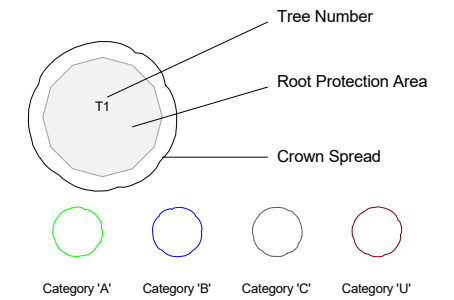 Tree Number
Root Protection Area
T1
Crown Spread
Category 'A' Category 'B' Category 'C' Category 'U'